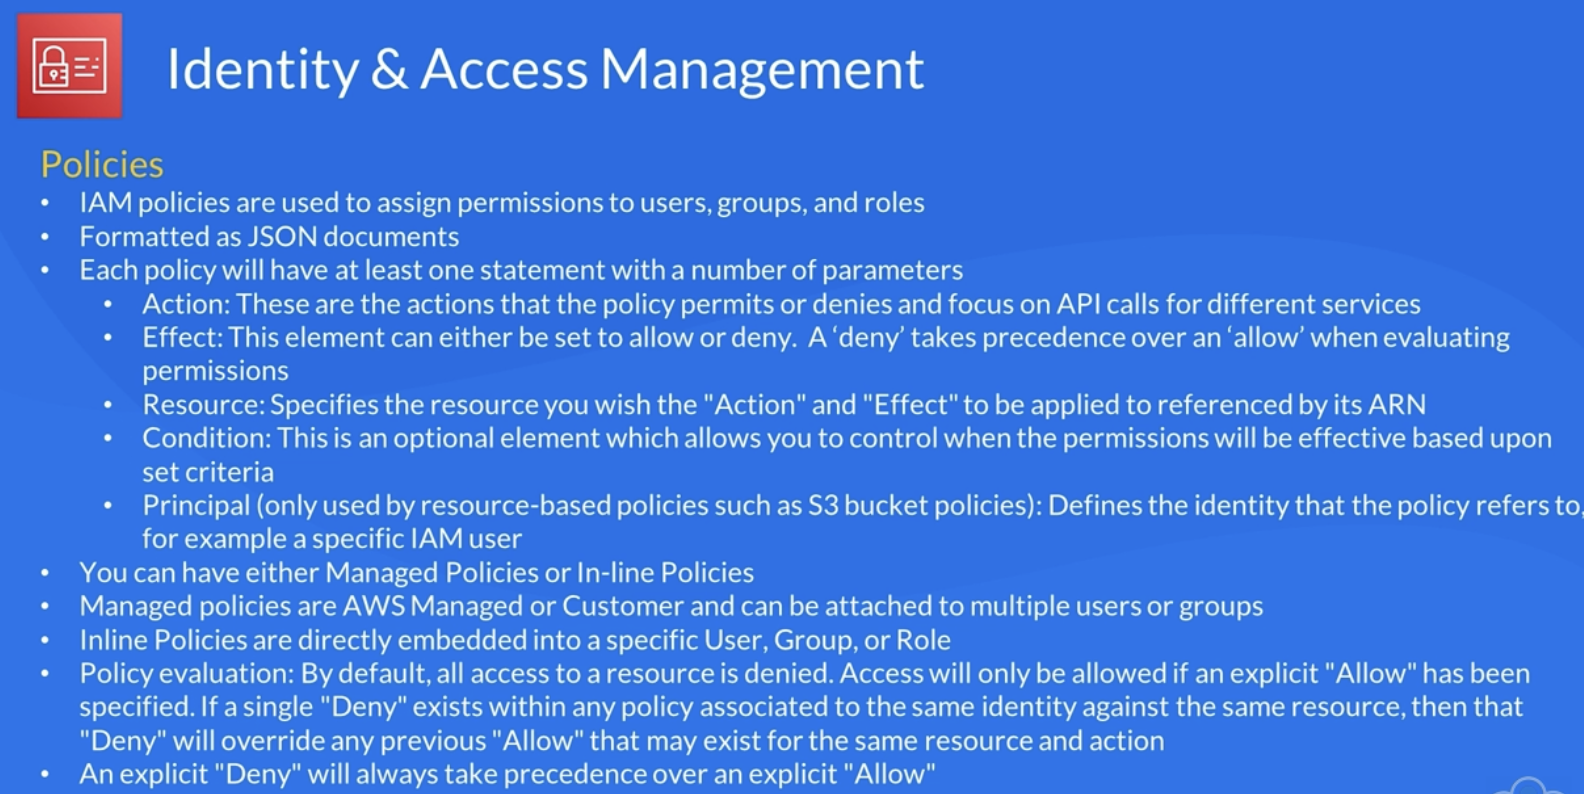 Identity & Access Management
Policies
• IAM policies are used to assign permissions to users, groups, and roles
• Formatted as JSON documents
• Each policy will have at least one statement with a number of parameters
• Action: These are the actions that the policy permits or denies and focus on API calls for different services
• Effect: This element can either be set to allow or deny.  A ‘deny’ takes precedence over an ‘allow’ when evaluating
permissions
• Resource: Specifies the resource you wish the "Action" and "Effect" to be applied to referenced by its ARN
• Condition: This is an optional element which allows you to control when the permissions will be effective based upon
set criteria
• Principal (only used by resource-based policies such as S3 bucket policies): Defines the identity that the policy refers to,
for example a specific IAM user
• You can have either Managed Policies or In-line Policies
• Managed policies are AWS Managed or Customer and can be attached to multiple users or groups
• Inline Policies are directly embedded into a specific User, Group, or Role
• Policy evaluation: By default, all access to a resource is denied. Access will only be allowed if an explicit "Allow" has been
specified. If a single "Deny" exists within any policy associated to the same identity against the same resource, then that
"Deny" will override any previous "Allow" that may exist for the same resource and action
• An explicit "Deny" will always take precedence over an explicit "Allow"